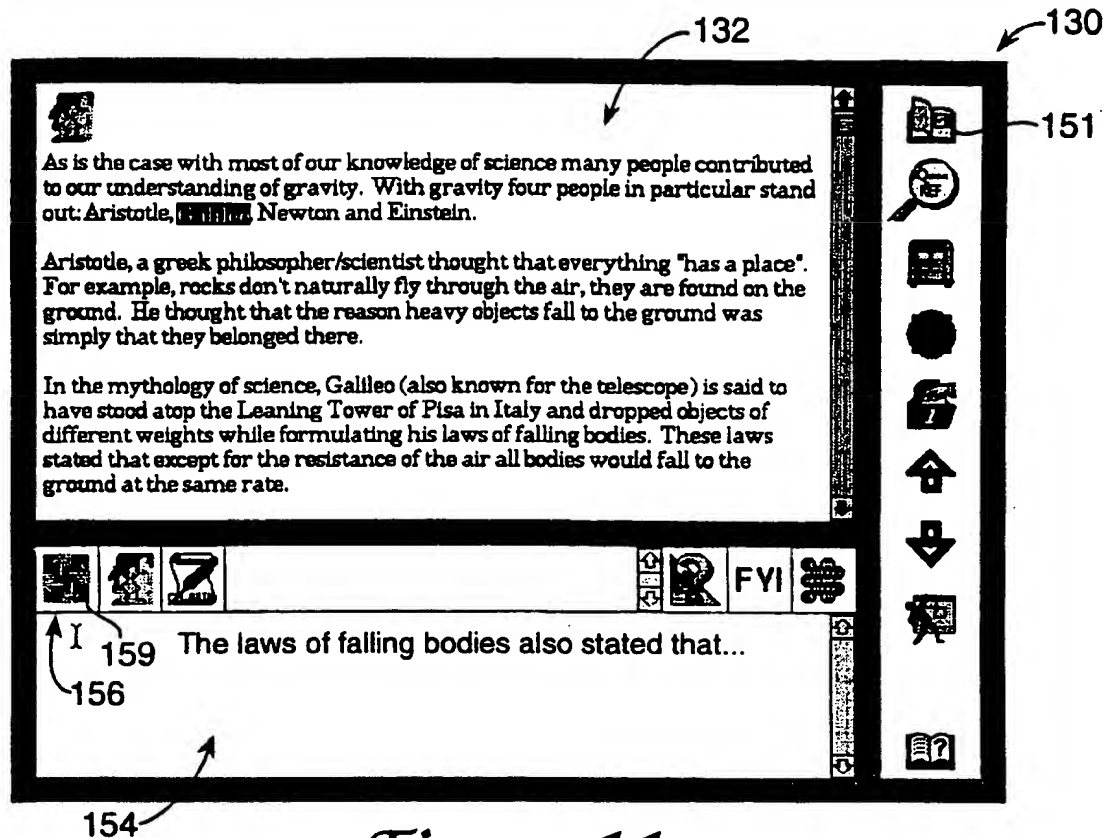 132
130
151
As is the case with most of our knowledge of science many people contributed
to our understanding of gravity. With gravity four people in particular stand
out: Aristotle, Newton and Einstein.
REF.
Aristotle, a greek philosopher/scientist thought that everything "has a place".
For example, rocks don't naturally fly through the air, they are found on the
ground. He thought that the reason heavy objects fall to the ground was
simply that they belonged there.
In the mythology of science, Galileo (also known for the telescope) is said to
have stood atop the Leaning Tower of Pisa in Italy and dropped objects of
different weights while formulating his laws of falling bodies. These laws
stated that except for the resistance of the air all bodies would fall to the
ground at the same rate.
1
FYI
159 The laws of falling bodies also stated that...
156
?
154